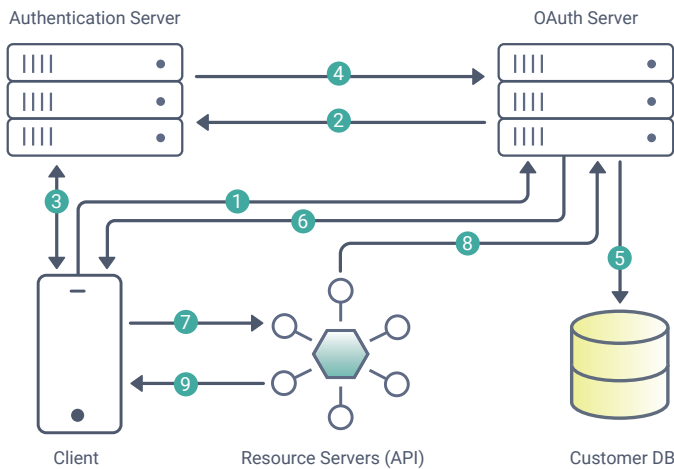 Authentication Server
OAuth Server
4
2
3
1
6
8
5
7
9
Client
Resource Servers (API)
Customer DB